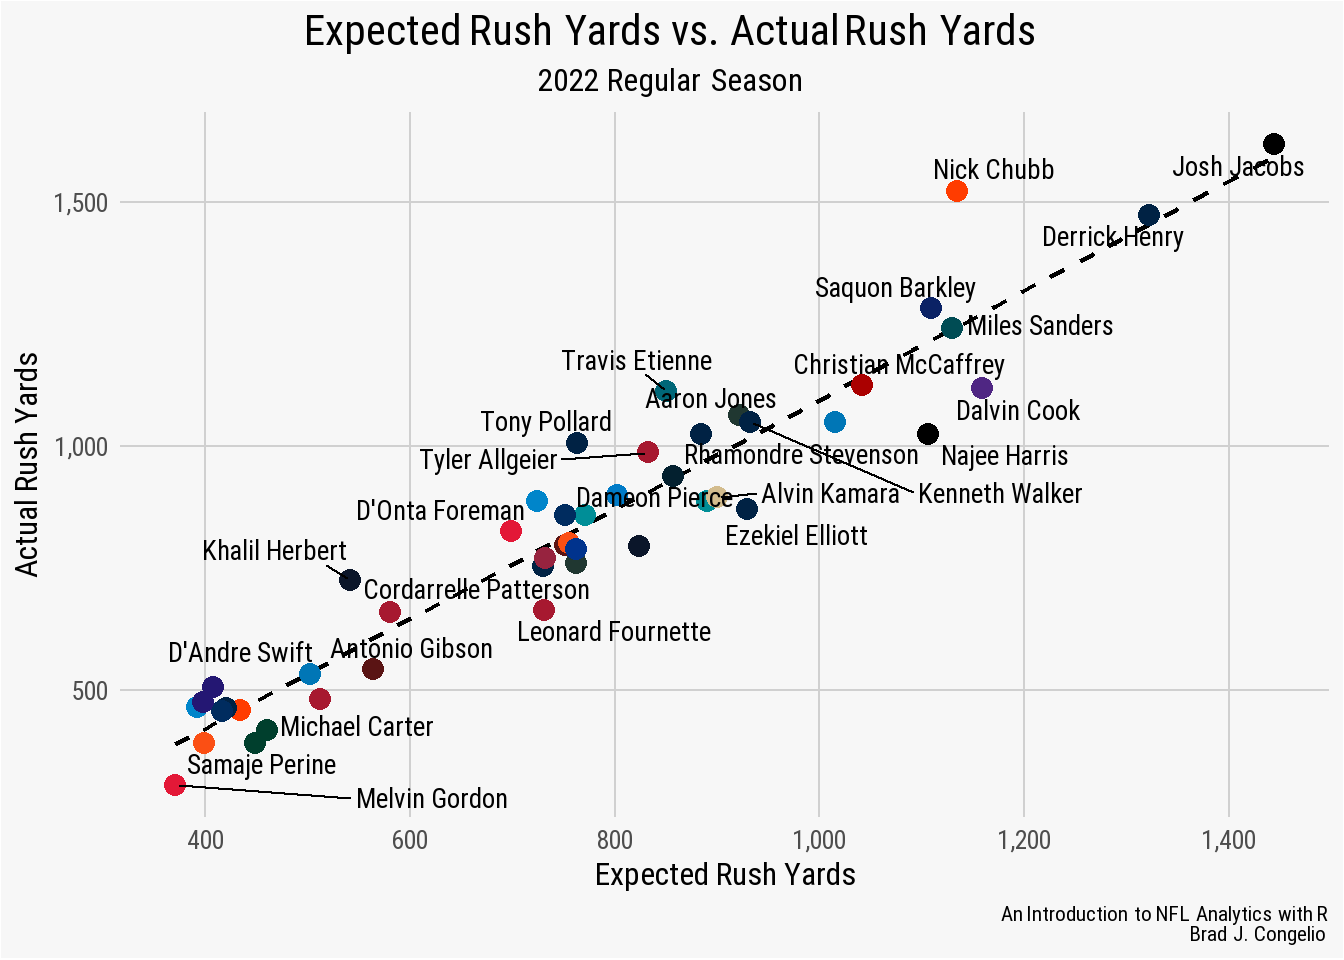 Expected Rush Yards vs. Actual Rush Yards
2022 Regular Season
Nick Chubb
Josh Jacobs
1,500
Derrick Henry
Saquon Barkley
Miles Sanders
Travis Etienne
Christian McCaffrey
Aaron Jones
Dalvin Cook
Tony Pollard
1,000
Tyler Allgeier
Rhamondre Stevenson
Najee Harris
Dameon Pierce
Alvin Kamara
Kenneth Walker
D'Onta Foreman
Ezekiel Elliott
Khalil Herbert
Cordarrelle Patterson
Leonard Fournette
D'Andre Swift
Antonio Gibson
500
Michael Carter
Samaje Perine
Melvin Gordon
Actual Rush Yards
400 600 800 1,000 1,200 1,400
Expected Rush Yards
An Introduction to NFL Analytics with R
Brad J. Congelio